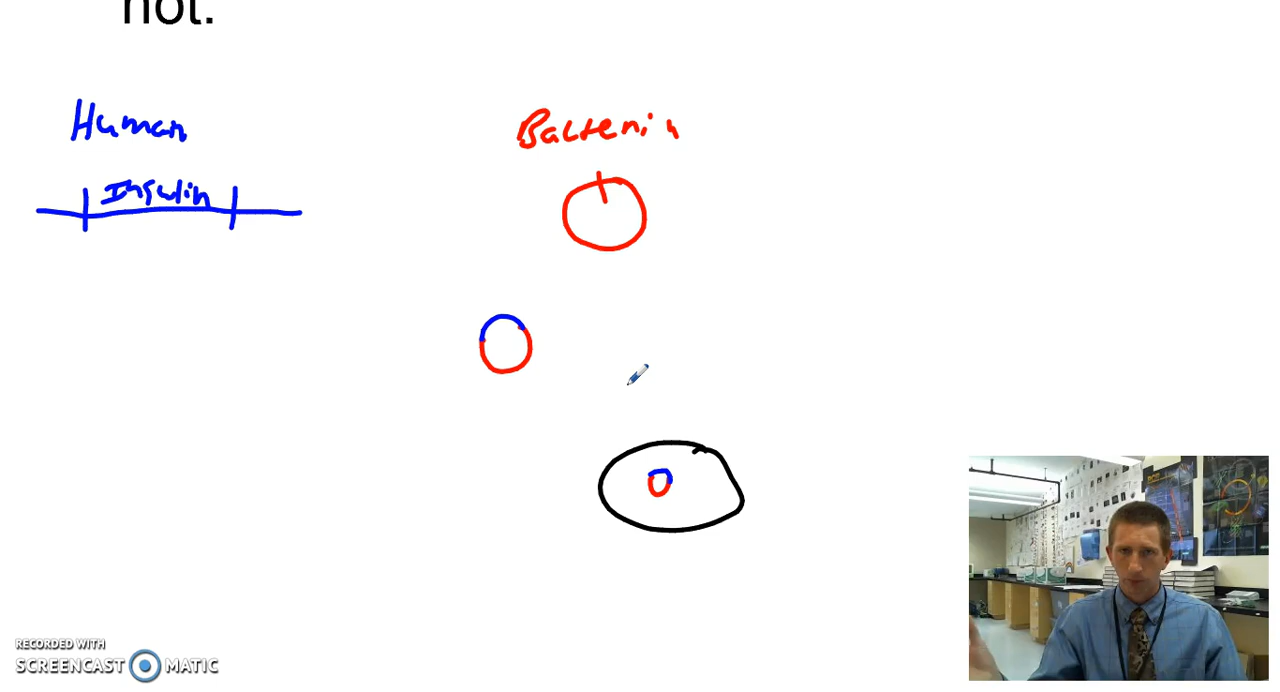 not.
Human
Bacteria
Insulin
RECORDED WITH
SCREENCAST MATIC